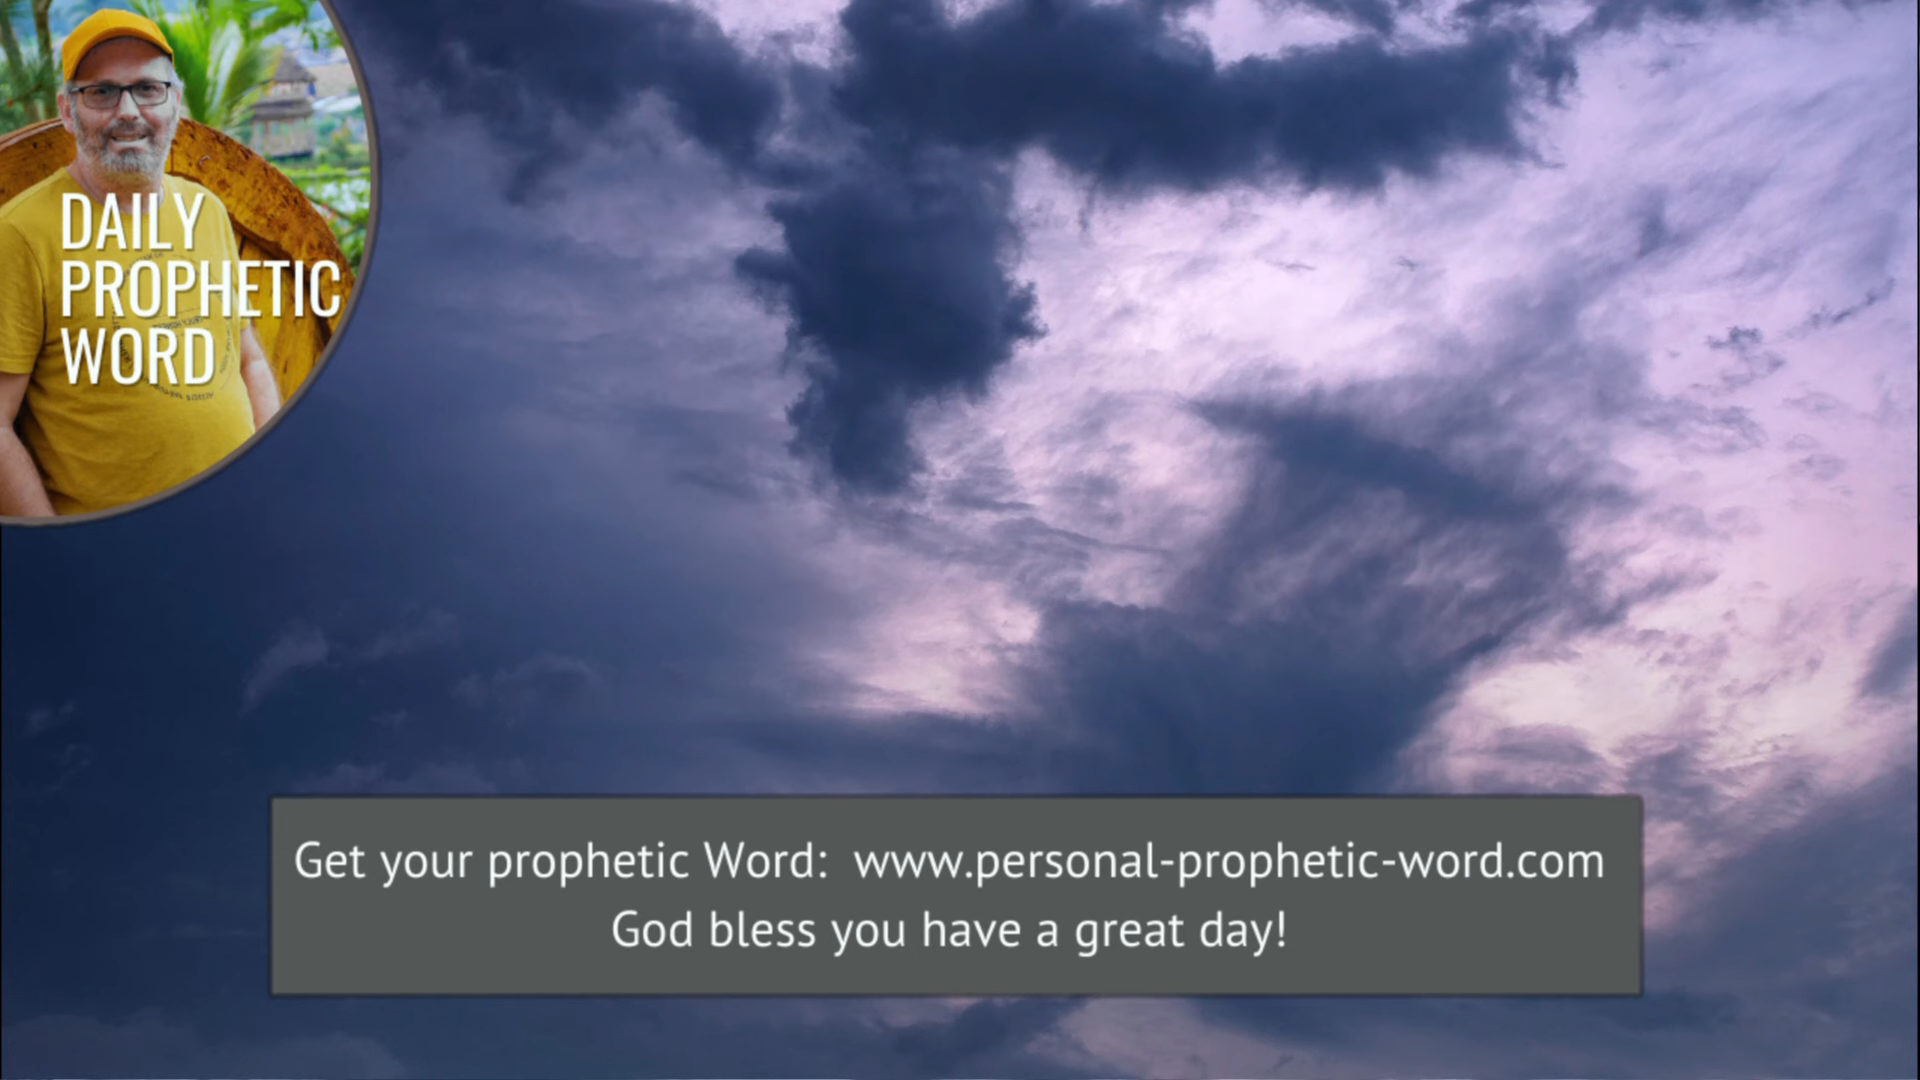 DAILY
PROPHETIC
WORD
Get your prophetic Word:  www.personal-prophetic-word.com
God bless you have a great day!